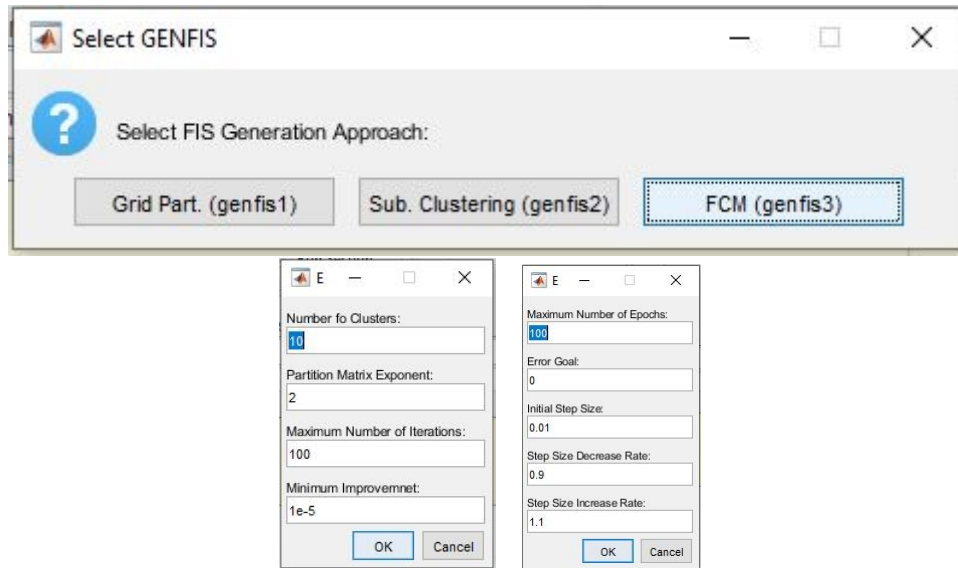 Select GENFIS
Select FIS Generation Approach:
Grid Part. (genfis1) Sub. Clustering (genfis2) FCM (genfis3)
E
Number fo Clusters:
10
Partition Matrix Exponent:
2
Maximum Number of Iterations:
100
Minimum Improvemnet:
1e-5
OK Cancel
E
Maximum Number of Epochs:
100
Error Goal:
0
Initial Step Size:
0.01
Step Size Decrease Rate:
0.9
Step Size Increase Rate:
1.1
OK Cancel